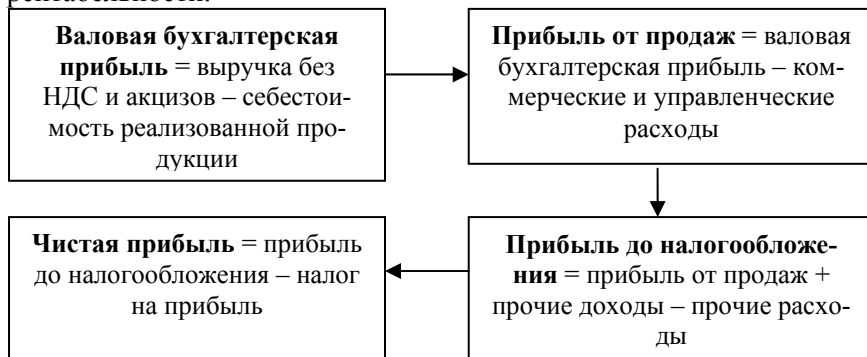 рентабельности.
Валовая бухгалтерская
прибыль = выручка без
НДС и акцизов – себестои-
мость реализованной про-
дукции
Прибыль от продаж = валовая
бухгалтерская прибыль – ком-
мерческие и управленческие
расходы
Прибыль до налогообложе-
ния = прибыль от продаж +
прочие доходы – прочие расхо-
ды
Чистая прибыль = прибыль
до налогообложения – налог
на прибыль